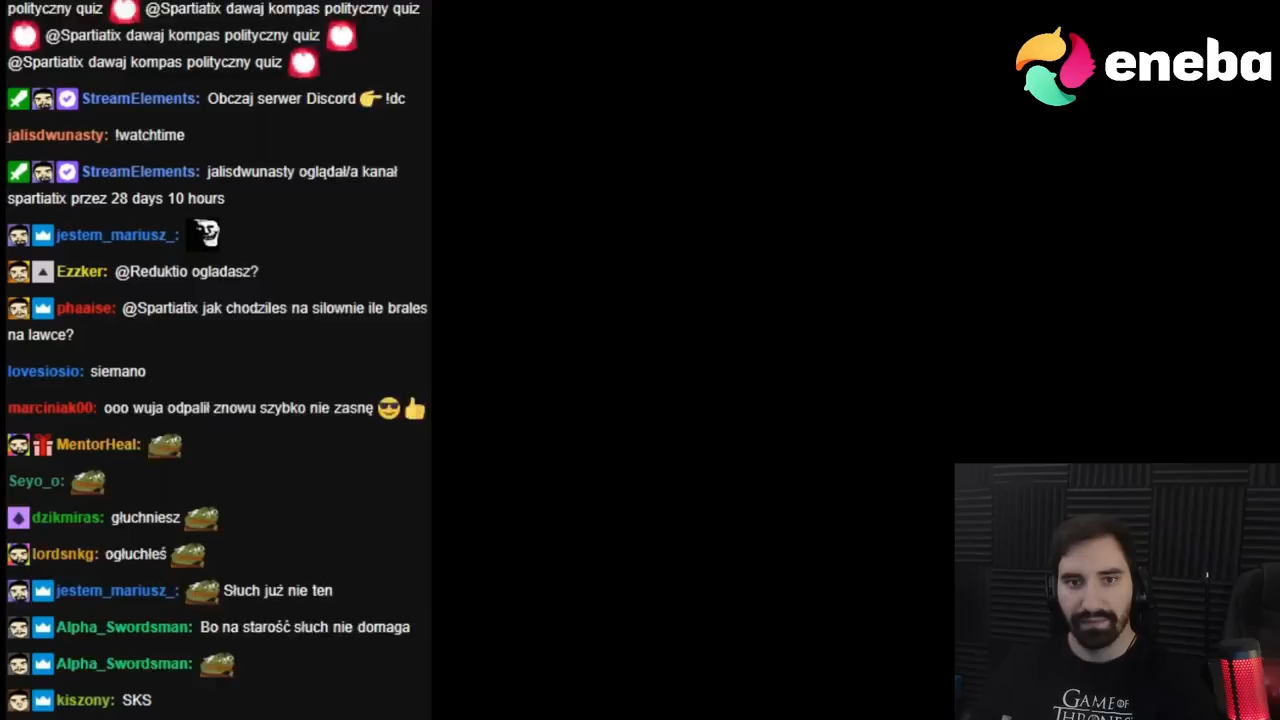 polityczny quiz @Spartiatix dawaj kompas polityczny quiz
@Spartiatix dawaj kompas polityczny quiz
@Spartiatix dawaj kompas polityczny quiz
StreamElements: Obczaj serwer Discord 👉 !dc
jalisdwunasty: !watchtime
StreamElements: jalisdwunasty oglądał/a kanał
spartiatix przez 28 days 10 hours
jestem_mariusz_:
Ezzker: @Reduktio ogladasz?
phaaise: @Spartiatix jak chodziles na silownie ile brales
na lawce?
lovesiosio: siemano
marciniak00: ooo wuja odpalił znowu szybko nie zasnę 😎👍
MentorHeal:
Seyo_o:
dzikmiras: głuchniesz
lordsnkg: ogłuchłeś
jestem_mariusz_: Słuch już nie ten
Alpha_Swordsman: Bo na starość słuch nie domaga
Alpha_Swordsman:
kiszony: SKS
eneba
GAME OF
THRONES